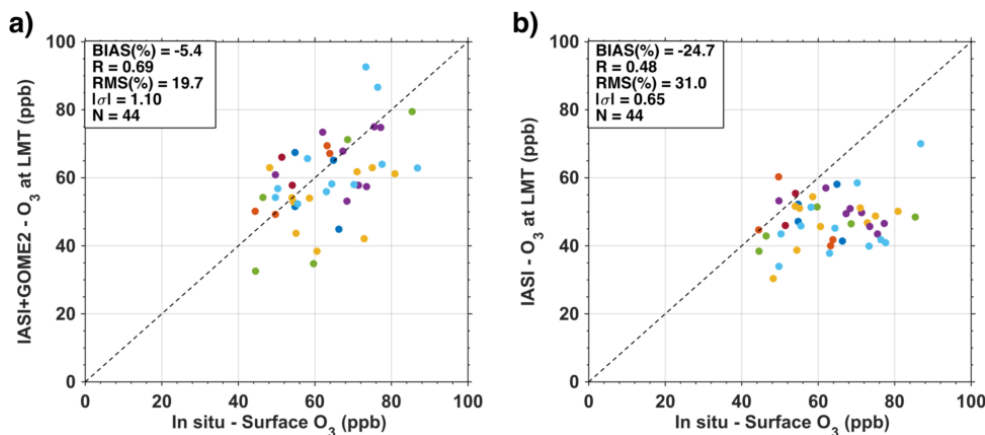 a)
BIAS(%) = -5.4
R = 0.69
RMS(%) = 19.7
|σ| = 1.10
N = 44
IASI+GOME2 - O3 at LMT (ppb)
100
80
60
40
20
0
0 20 40 60 80 100
In situ - Surface O3 (ppb)
b)
BIAS(%) = -24.7
R = 0.48
RMS(%) = 31.0
|σ| = 0.65
N = 44
IASI - O3 at LMT (ppb)
100
80
60
40
20
0
0 20 40 60 80 100
In situ - Surface O3 (ppb)